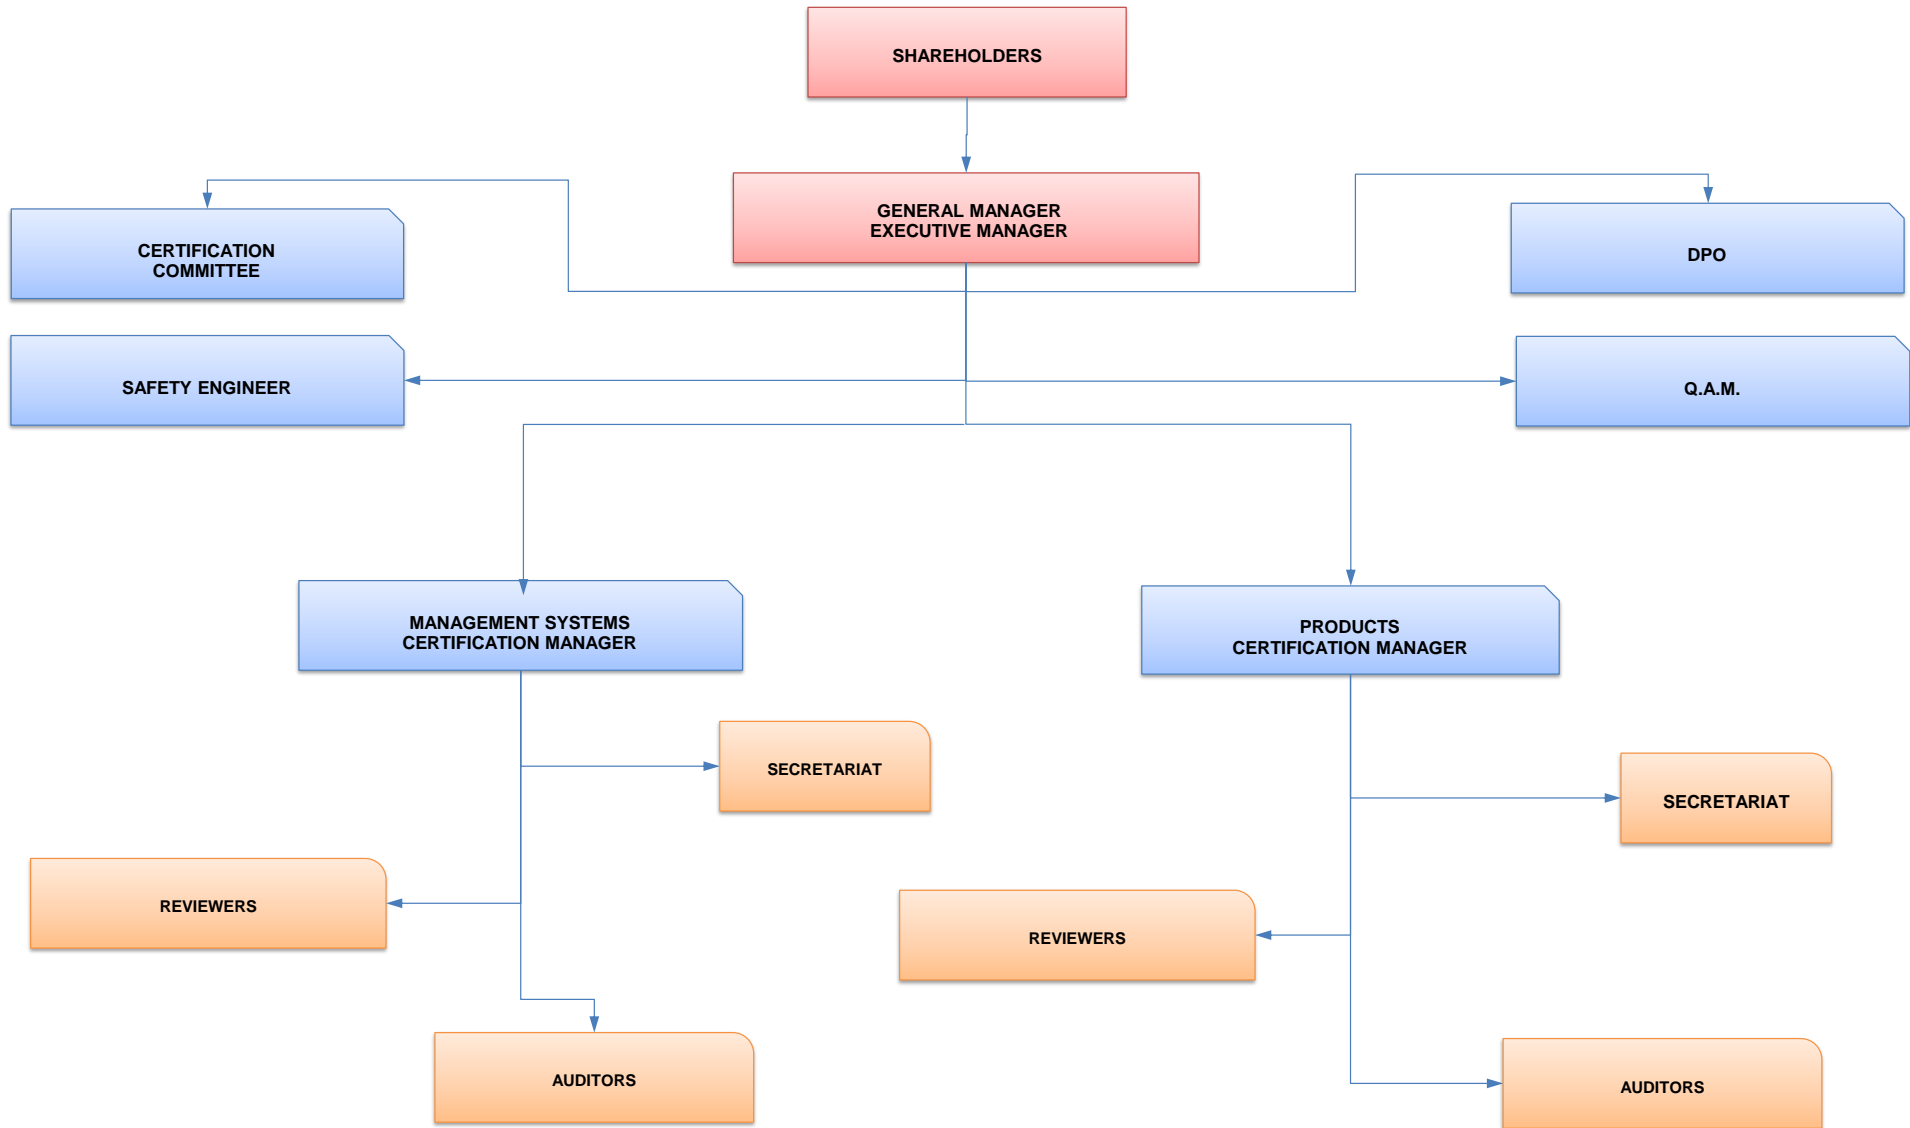 SHAREHOLDERS
GENERAL MANAGER
EXECUTIVE MANAGER
CERTIFICATION
COMMITTEE
DPO
SAFETY ENGINEER
Q.A.M.
MANAGEMENT SYSTEMS
CERTIFICATION MANAGER
PRODUCTS
CERTIFICATION MANAGER
SECRETARIAT
SECRETARIAT
REVIEWERS
REVIEWERS
AUDITORS
AUDITORS